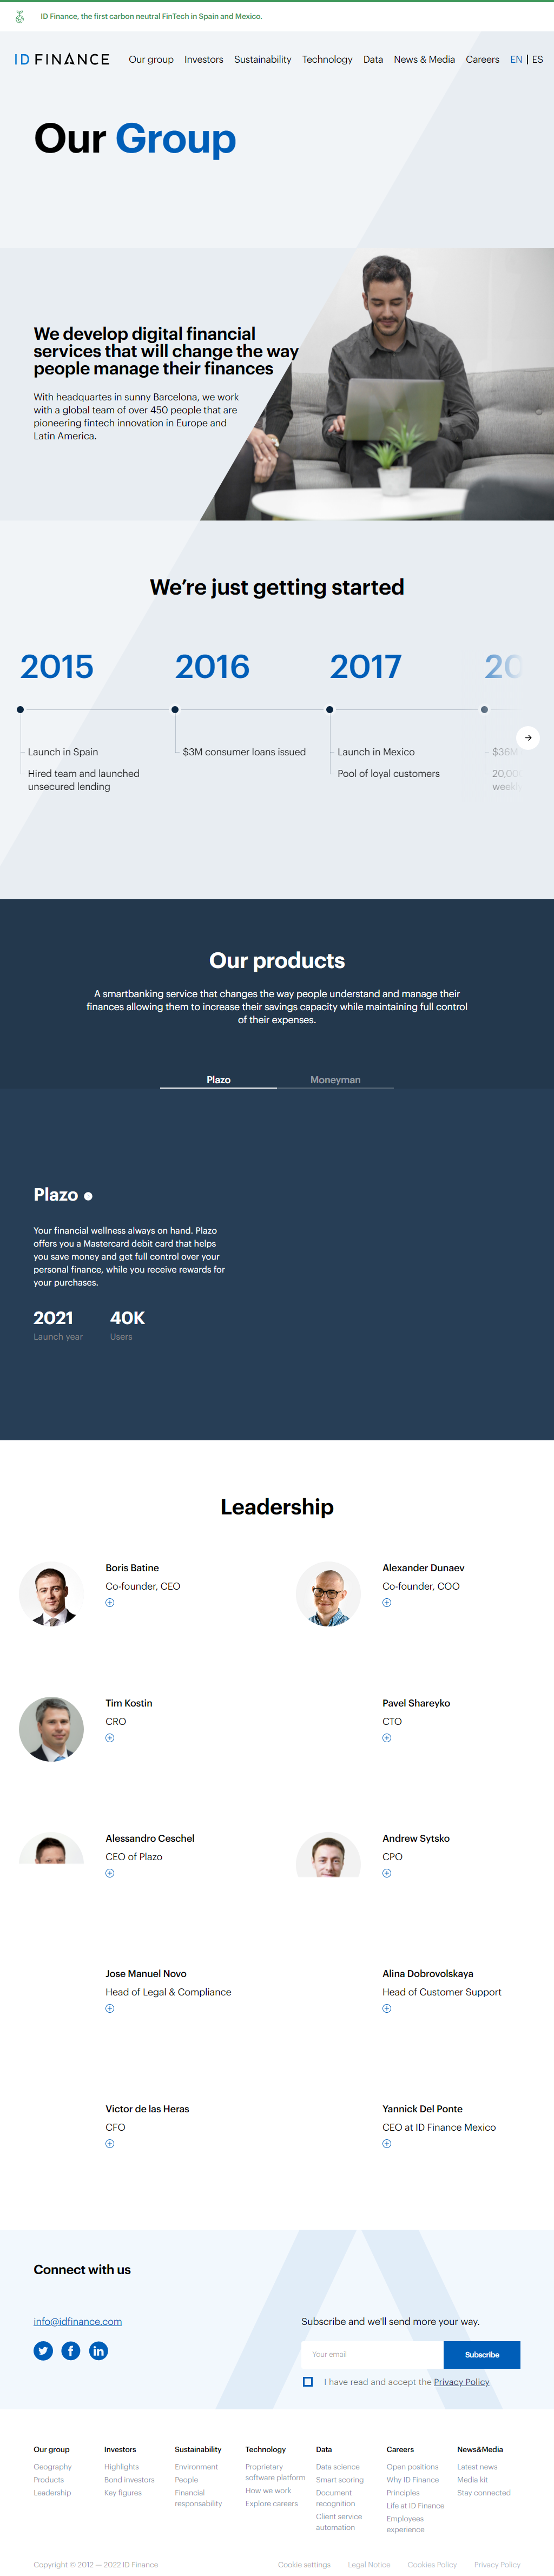 ID Finance, the first carbon neutral FinTech in Spain and Mexico.
ID FINANCE Our group Investors Sustainability Technology Data News & Media Careers EN | ES
Our Group
We develop digital financial
services that will change the way
people manage their finances
With headquartes in sunny Barcelona, we work
with a global team of over 450 people that are
pioneering fintech innovation in Europe and
Latin America.
We're just getting started
2015 2016 2017 20
Launch in Spain
Hired team and launched
unsecured lending
$3M consumer loans issued
Launch in Mexico
Pool of loyal customers
$36M
20,00
Our products
A smartbanking service that changes the way people understand and manage their
finances allowing them to increase their savings capacity while maintaining full control
of their expenses.
Plazo Moneyman
Plazo
Your financial wellness always on hand. Plazo
offers you a Mastercard debit card that helps
you save money and get full control over your
personal finance, while you receive rewards for
your purchases.
2021 40K
Launch year Users
Leadership
Boris Batine
Co-founder, CEO
Alexander Dunaev
Co-founder, COO
Tim Kostin
CRO
Pavel Shareyko
CTO
Alessandro Ceschel
CEO of Plazo
Andrew Sytsko
CPO
Jose Manuel Novo
Head of Legal & Compliance
Alina Dobrovolskaya
Head of Customer Support
Victor de las Heras
CFO
Yannick Del Ponte
CEO at ID Finance Mexico
Connect with us
info@idfinance.com
Subscribe and we'll send more your way.
Your email Subscribe
I have read and accept the Privacy Policy
Our group
Geography
Products
Leadership
Investors
Highlights
Bond investors
Key figures
Sustainability
Environment
People
Financial
responsability
Technology
Proprietary
software platform
How we work
Explore careers
Data
Data science
Smart scoring
Document
recognition
Client service
automation
Careers
Open positions
Why ID Finance
Principles
Life at ID Finance
Employees
experience
News&Media
Latest news
Media kit
Stay connected
Copyright © 2012 — 2022 ID Finance Cookie settings Legal Notice Cookies Policy Privacy Policy